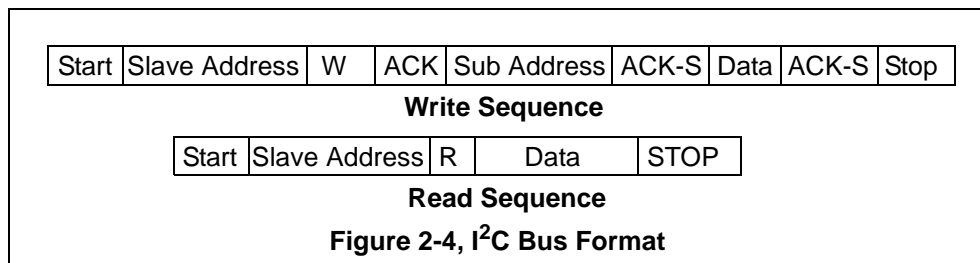 Start Slave Address W ACK Sub Address ACK-S Data ACK-S Stop
Write Sequence
Start Slave Address R Data STOP
Read Sequence
Figure 2-4, I²C Bus Format